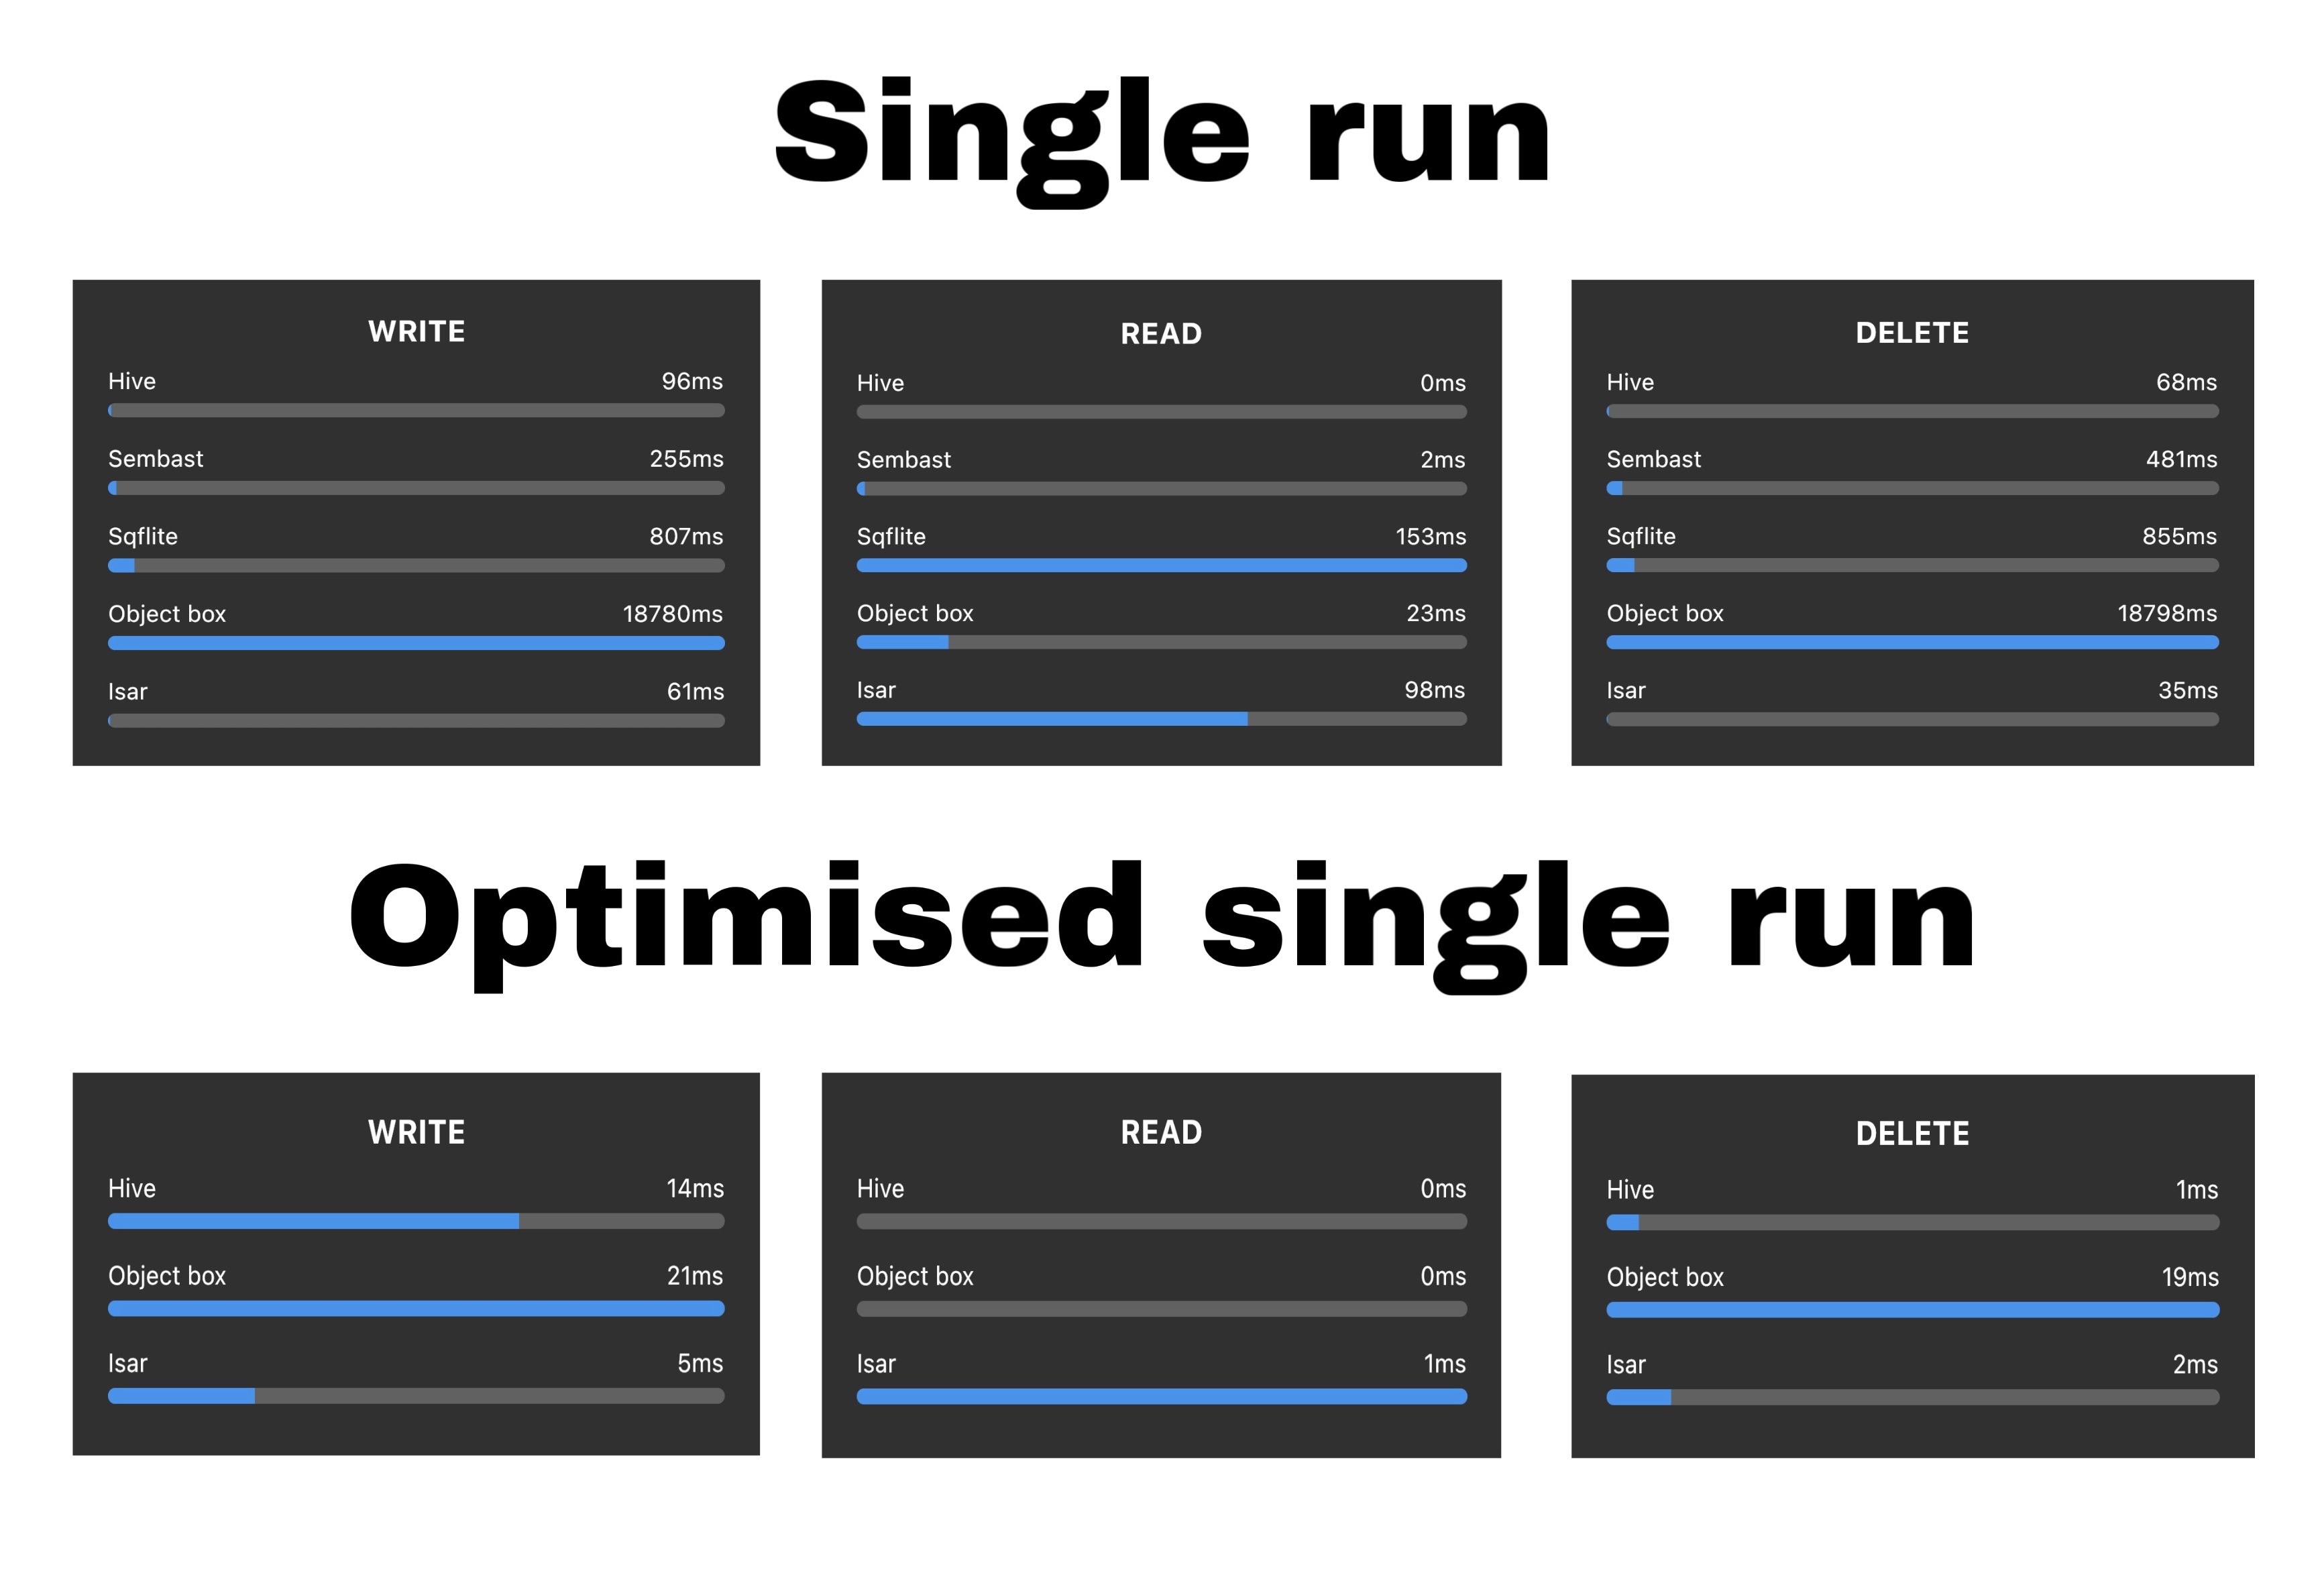 Single run
WRITE
Hive 96ms
Sembast 255ms
Sqflite 807ms
Object box 18780ms
Isar 61ms
READ
Hive 0ms
Sembast 2ms
Sqflite 153ms
Object box 23ms
Isar 98ms
DELETE
Hive 68ms
Sembast 481ms
Sqflite 855ms
Object box 18798ms
Isar 35ms
Optimised single run
WRITE
Hive 14ms
Object box 21ms
Isar 5ms
READ
Hive 0ms
Object box 0ms
Isar 1ms
DELETE
Hive 1ms
Object box 19ms
Isar 2ms